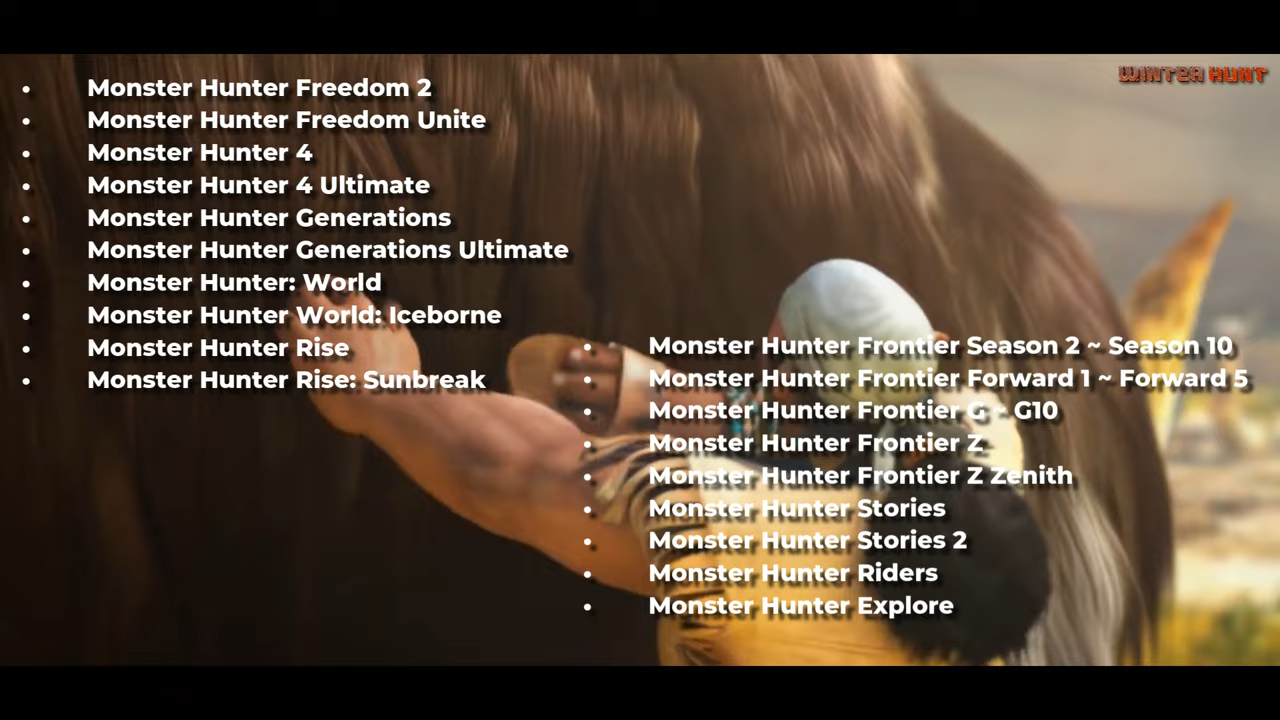 WINTER HUNT
• Monster Hunter Freedom 2
• Monster Hunter Freedom Unite
• Monster Hunter 4
• Monster Hunter 4 Ultimate
• Monster Hunter Generations
• Monster Hunter Generations Ultimate
• Monster Hunter: World
• Monster Hunter World: Iceborne
• Monster Hunter Rise
• Monster Hunter Rise: Sunbreak
• Monster Hunter Frontier Season 2 ~ Season 10
• Monster Hunter Frontier Forward 1 ~ Forward 5
• Monster Hunter Frontier G ~ G10
• Monster Hunter Frontier Z
• Monster Hunter Frontier Z Zenith
• Monster Hunter Stories
• Monster Hunter Stories 2
• Monster Hunter Riders
• Monster Hunter Explore